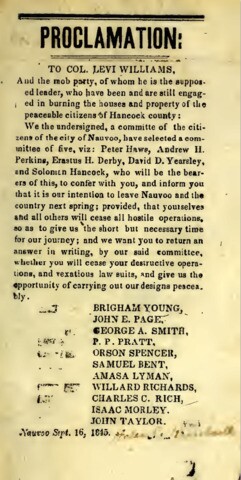 PROCLAMATION:
TO COL. LEVI WILLIAMS,
And the mob party, of whom he is the suppos
ed leader, who have been and are still engag-
ed in burning the houses and property of the
peaceable citizens of Hancock county:
We the undersigned, a committe of the citi-
zens of the city of Nauvoo, have selected a com-
mittee of five, viz: Peter Haws, Andrew H.
Perkins, Erastus H. Derby, David D. Yearsley,
and Solomon Hancock, who will be the bear-
ers of this, to confer with you, and inform you
that it is our intention to leave Nauvoo and the
country next spring; provided, that yourselves
and all others will cease all hostile operations,
so as to give us the short but necessary time
for our journey; and we want you to return an
answer in writing, by our said committee,
whether you will cease your destructive opera-
tions, and vexatious law suits, and give us the
opportunity of carrying out our designs peacea
bly.
BRIGHAM YOUNG,
JOHN E. PAGE,
GEORGE A. SMITH,
P. P. PRATT,
ORSON SPENCER,
SAMUEL BENT,
AMASA LYMAN,
WILLARD RICHARDS,
CHARLES C. RICH,
ISAAC MORLEY,
JOHN TAYLOR.
Nauvoo Sept. 16, 1845.